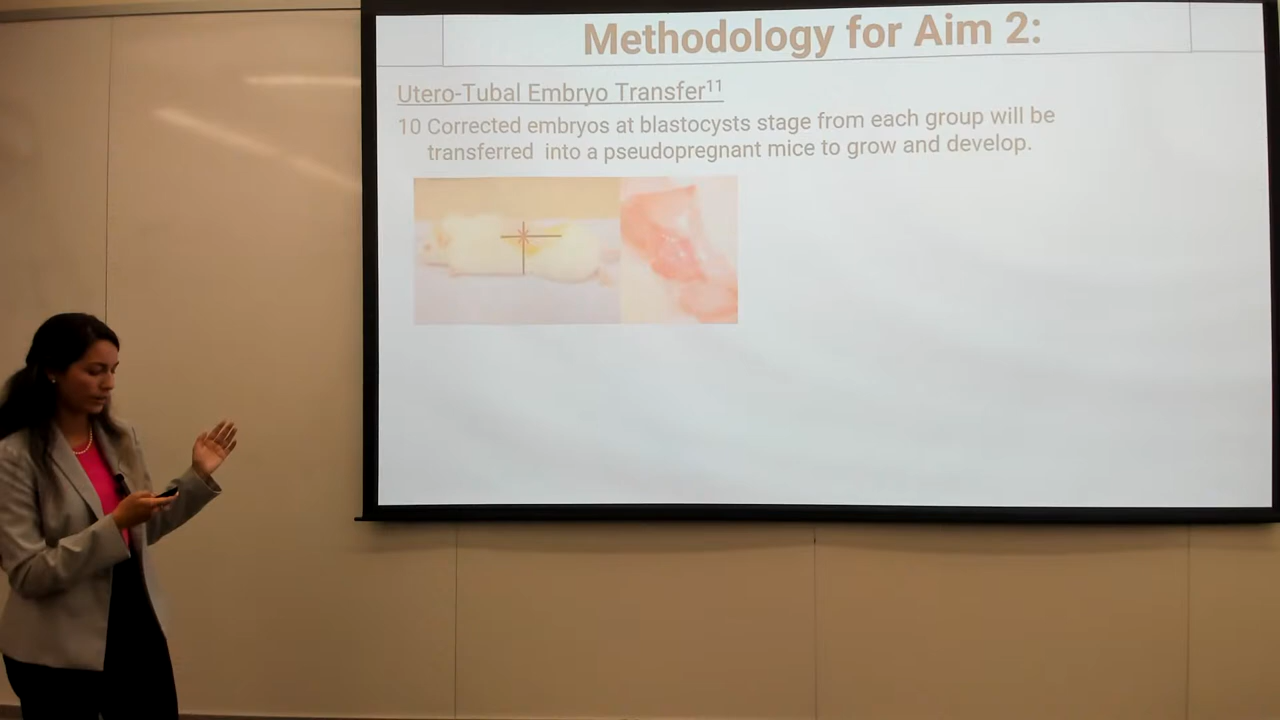 Methodology for Aim 2:
Utero-Tubal Embryo Transfer¹¹
10 Corrected embryos at blastocysts stage from each group will be
transferred into a pseudopregnant mice to grow and develop.